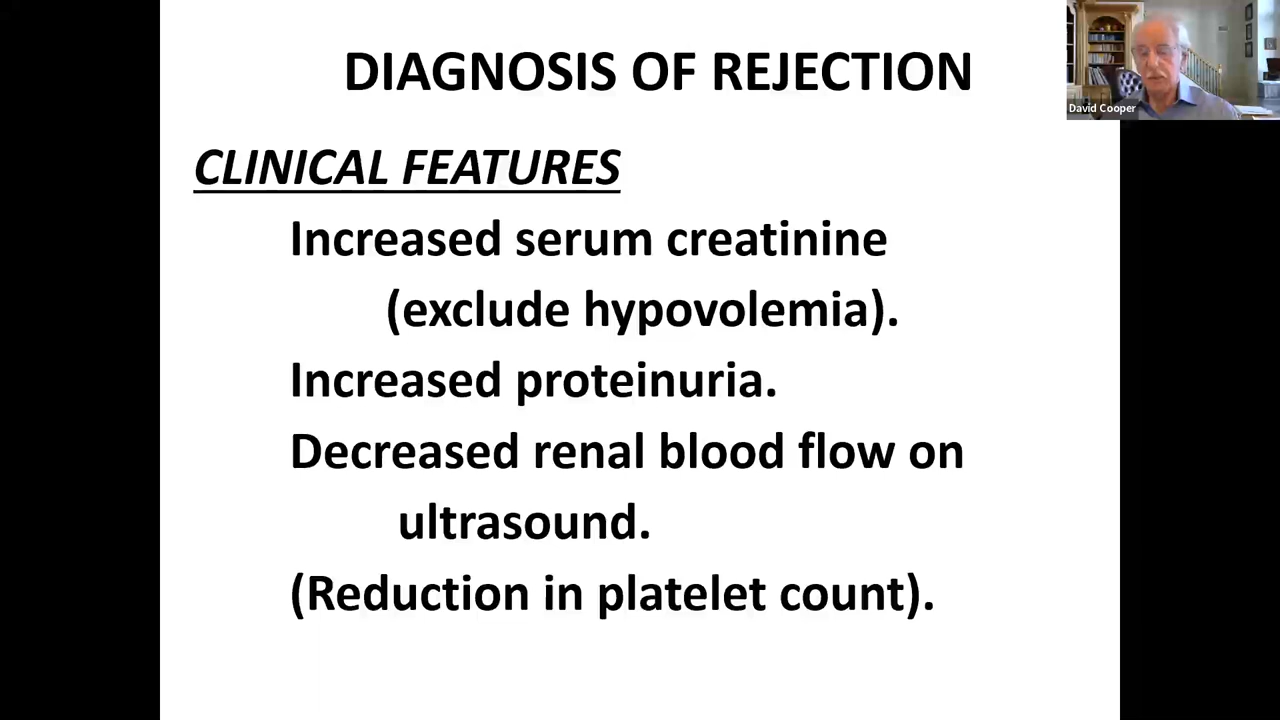 DIAGNOSIS OF REJECTION
David Cooper
CLINICAL FEATURES
Increased serum creatinine
(exclude hypovolemia).
Increased proteinuria.
Decreased renal blood flow on
ultrasound.
(Reduction in platelet count).